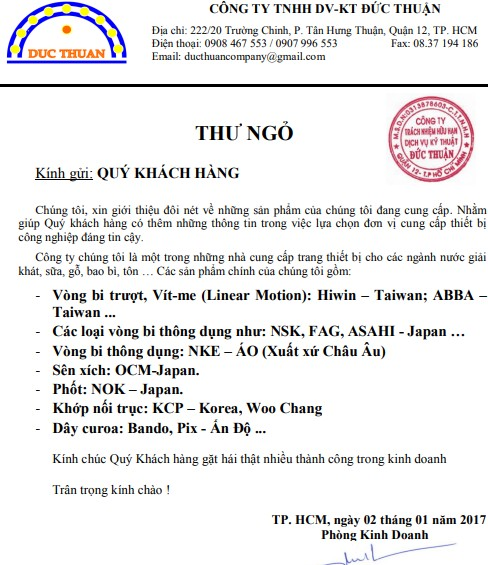 CÔNG TY TNHH DV-KT ĐỨC THUẬN
Địa chỉ: 222/20 Trường Chinh, P. Tân Hưng Thuận, Quận 12, TP. HCM
Điện thoại: 0908 467 553 / 0907 996 553 Fax: 08.37 194 186
Email: ducthuancompany@gmail.com
DUC THUAN
THƯ NGỎ
M.S.D.N:0313878603-C.T.T.N.H.H
CÔNG TY
TRÁCH NHIỆM HỮU HẠN
DỊCH VỤ KỸ THUẬT
ĐỨC THUẬN
QUẬN 12-T.P HỒ CHÍ MINH
Kính gửi: QUÝ KHÁCH HÀNG
Chúng tôi, xin giới thiệu đôi nét về những sản phẩm của chúng tôi đang cung cấp. Nhằm
giúp Quý khách hàng có thêm những thông tin trong việc lựa chọn đơn vị cung cấp thiết bị
công nghiệp đáng tin cậy.
Công ty chúng tôi là một trong những nhà cung cấp trang thiết bị cho các ngành nước giải
khát, sữa, gỗ, bao bì, tôn … Các sản phẩm chính của chúng tôi gồm:
- Vòng bi trượt, Vít-me (Linear Motion): Hiwin – Taiwan; ABBA –
Taiwan ...
- Các loại vòng bi thông dụng như: NSK, FAG, ASAHI - Japan …
- Vòng bi thông dụng: NKE – ÁO (Xuất xứ Châu Âu)
- Sên xích: OCM-Japan.
- Phốt: NOK – Japan.
- Khớp nối trục: KCP – Korea, Woo Chang
- Dây curoa: Bando, Pix - Ấn Độ ...
Kính chúc Quý Khách hàng gặt hái thật nhiều thành công trong kinh doanh
Trân trọng kính chào !
TP. HCM, ngày 02 tháng 01 năm 2017
Phòng Kinh Doanh